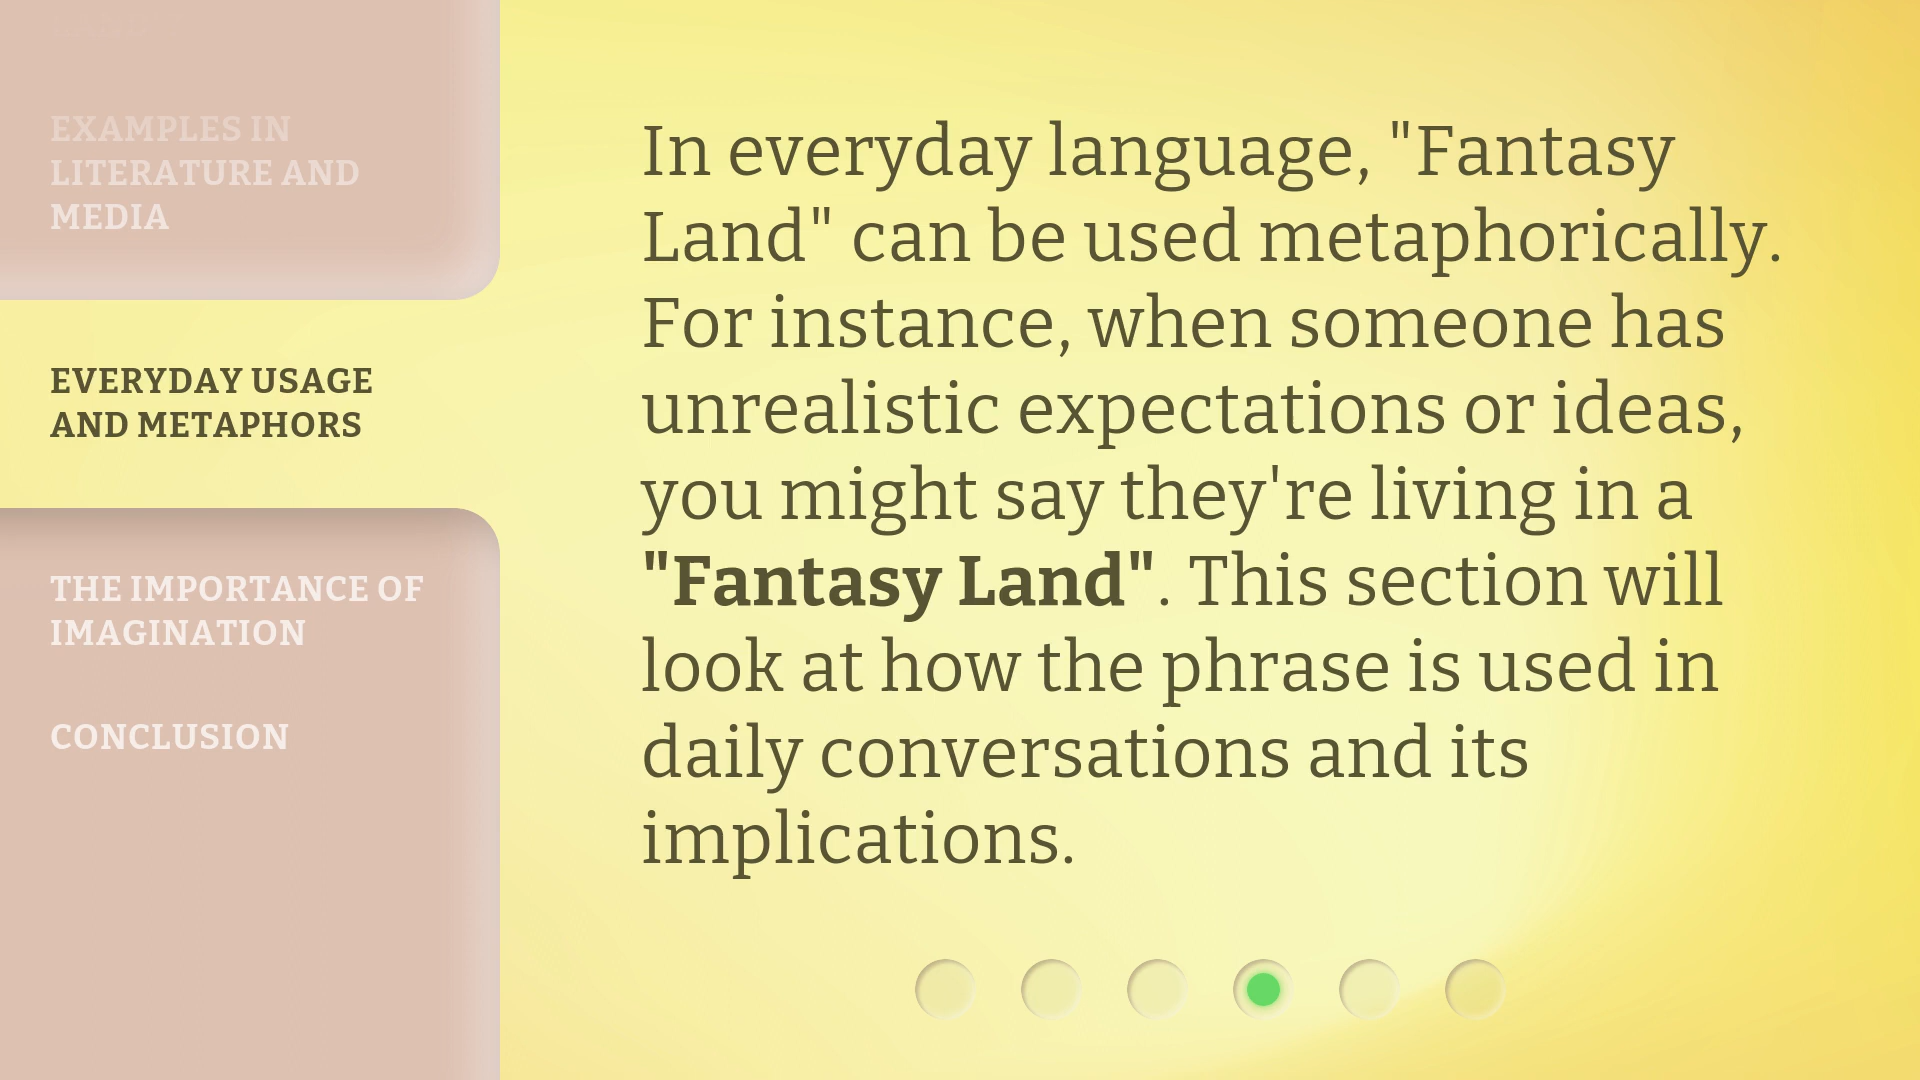 EXAMPLES IN
LITERATURE AND
MEDIA
EVERYDAY USAGE
AND METAPHORS
THE IMPORTANCE OF
IMAGINATION
CONCLUSION
In everyday language, "Fantasy
Land" can be used metaphorically.
For instance, when someone has
unrealistic expectations or ideas,
you might say they're living in a
"Fantasy Land". This section will
look at how the phrase is used in
daily conversations and its
implications.